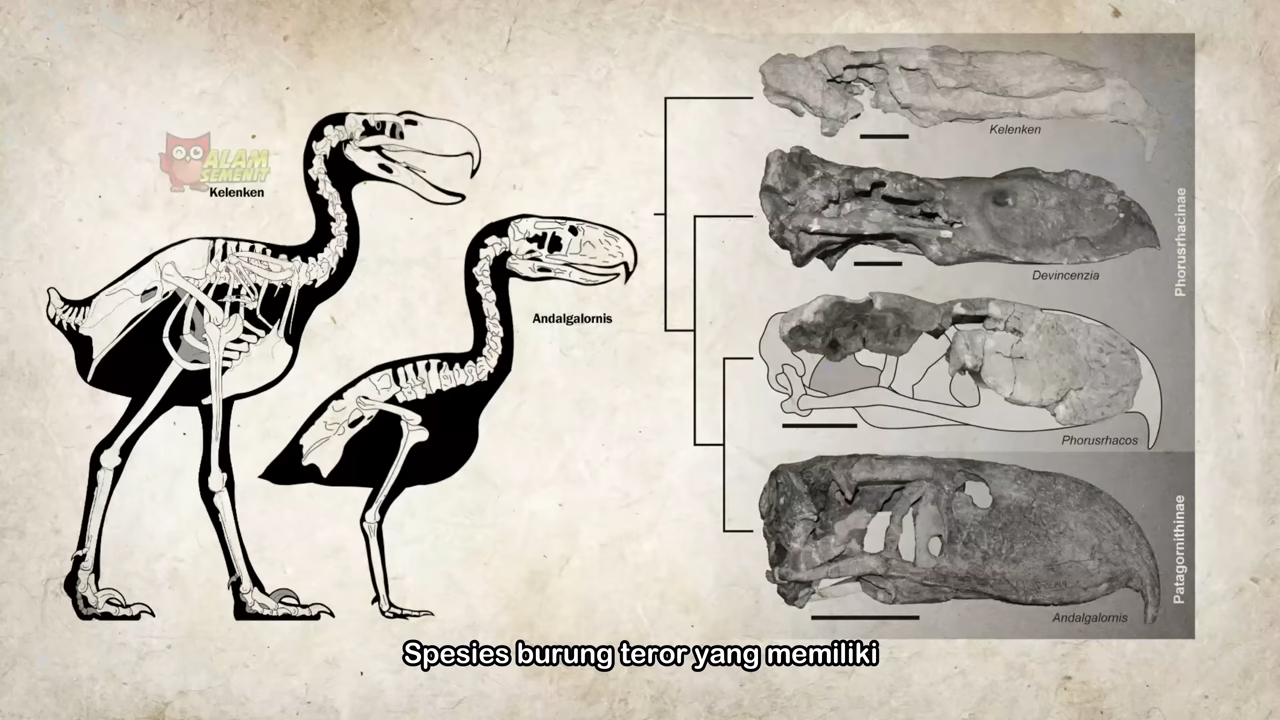 ALAM
SEMENIT
Kelenken
Andalgalornis
Kelenken
Devincenzia
Phorusrhacos
Andalgalornis
Phorusrhacinae
Patagornithinae
Spesies burung teror yang memiliki